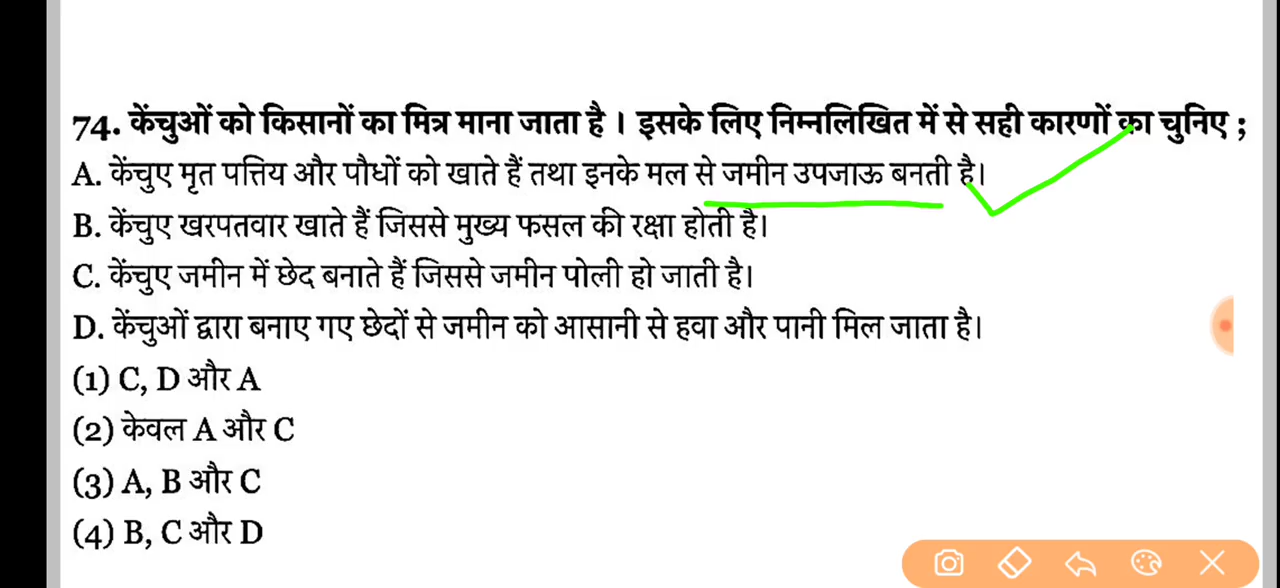 74. केंचुओं को किसानों का मित्र माना जाता है। इसके लिए निम्नलिखित में से सही कारणों का चुनिए ;
A. केंचुए मृत पत्तिय और पौधों को खाते हैं तथा इनके मल से जमीन उपजाऊ बनती है।
B. केंचुए खरपतवार खाते हैं जिससे मुख्य फसल की रक्षा होती है।
C. केंचुए जमीन में छेद बनाते हैं जिससे जमीन पोली हो जाती है।
D. केंचुओं द्वारा बनाए गए छेदों से जमीन को आसानी से हवा और पानी मिल जाता है।
(1) C, D और A
(2) केवल A और C
(3) A, B और C
(4) B, C और D